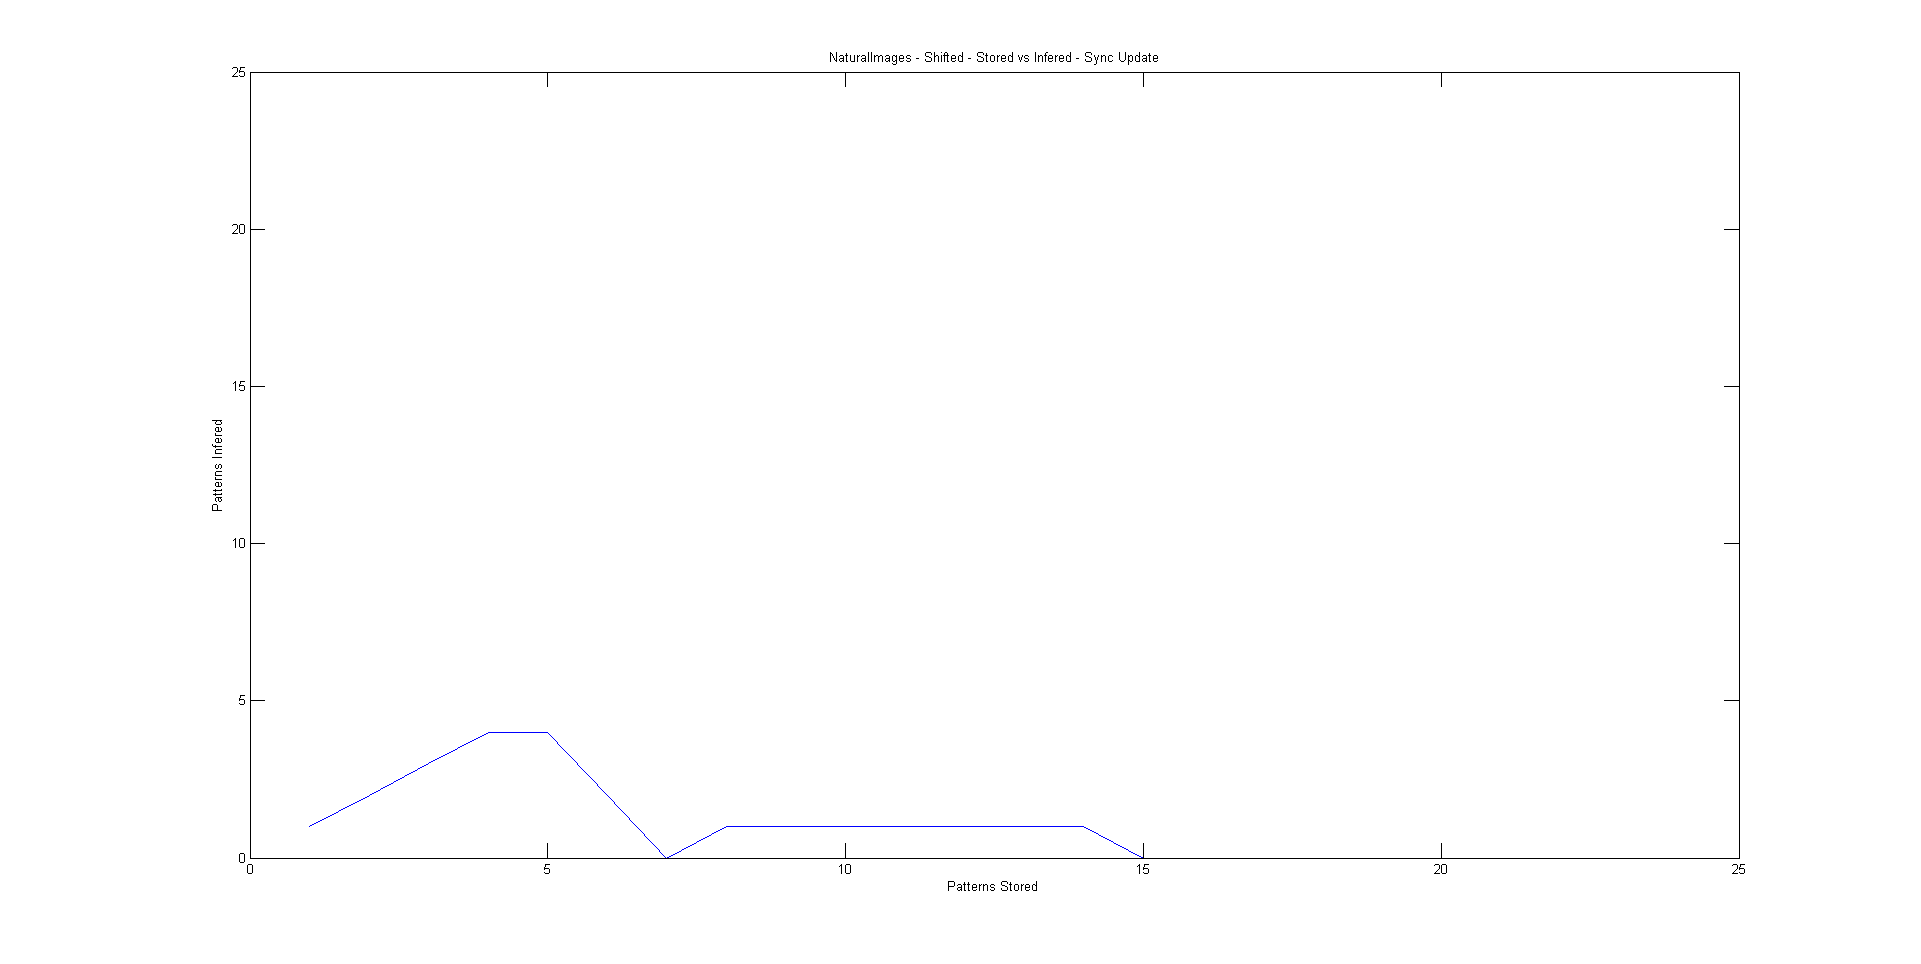 NaturalImages - Shifted - Stored vs Infered - Sync Update
25
20
15
10
5
0
Patterns Infered
0 5 10 15 20 25
Patterns Stored